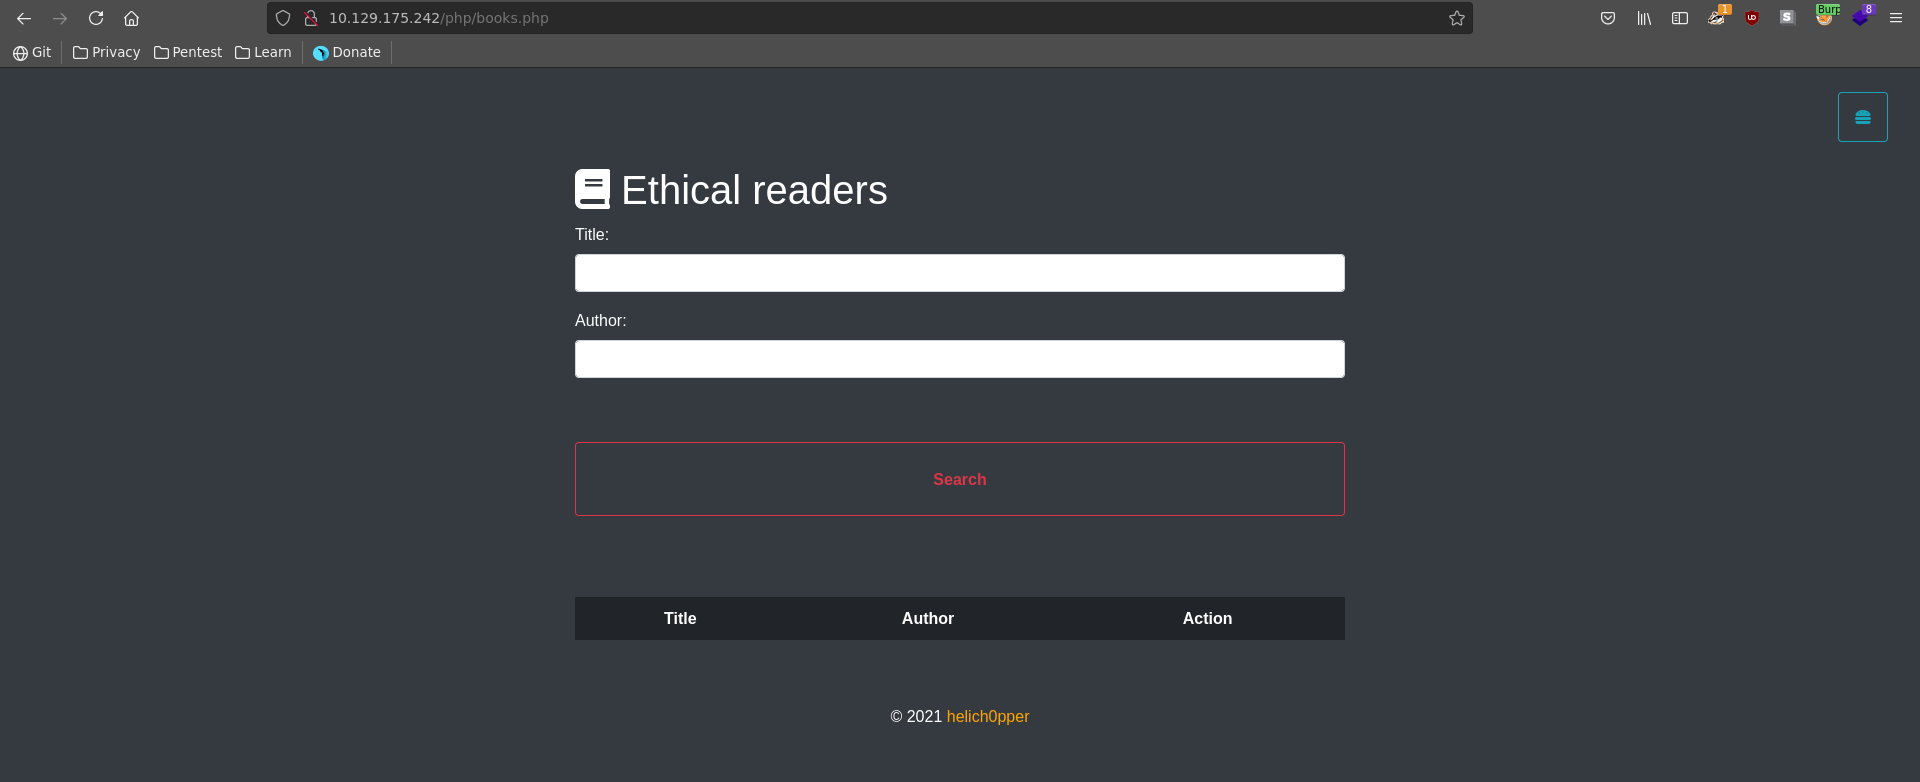 10.129.175.242/php/books.php
1
UD
S
Burp
8
Git Privacy Pentest Learn Donate
Ethical readers
Title:
Author:
Search
Title Author Action
© 2021 helich0pper